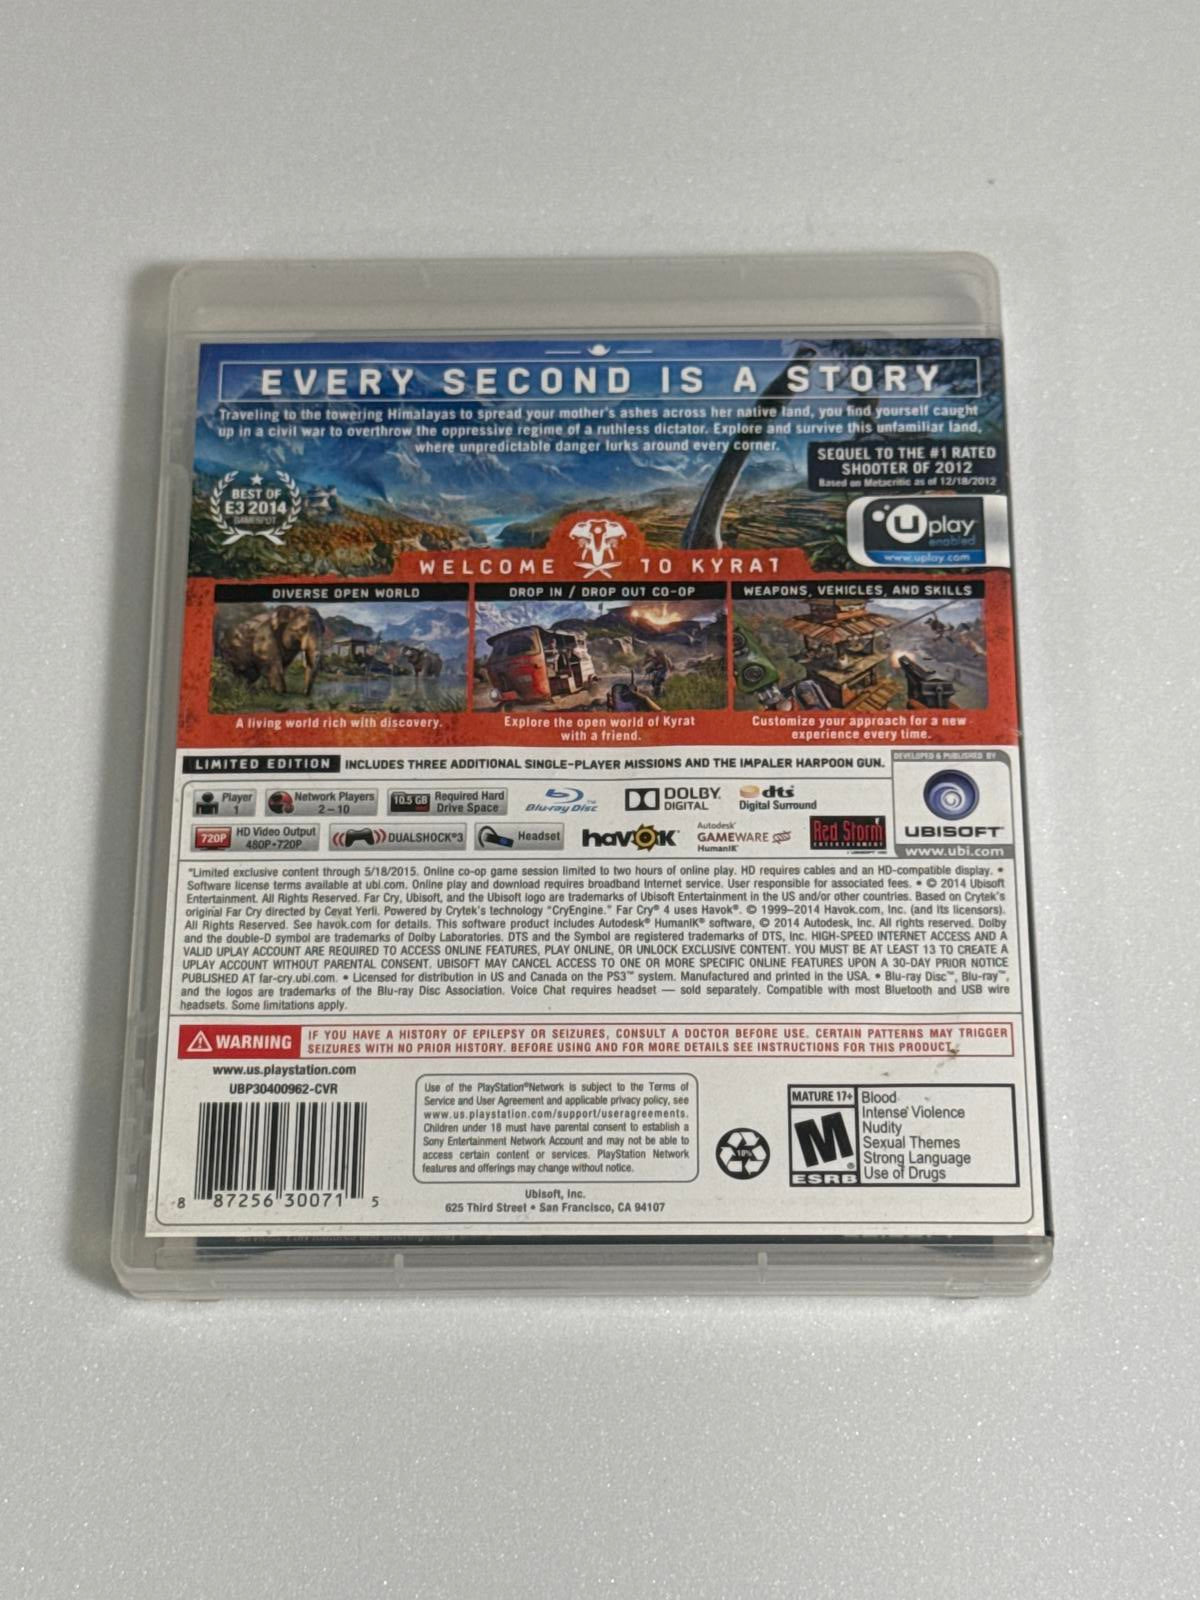 EVERY SECOND IS A STORY
Traveling to the towering Himalayas to spread your mother's ashes across her native land, you find yourself caught
up in a civil war to overthrow the oppressive regime of a ruthless dictator. Explore and survive this unfamiliar land,
where unpredictable danger lurks around every corner.
SEQUEL TO THE #1 RATED
SHOOTER OF 2012
Based on Metacritic as of 12/18/2012
BEST OF
E3 2014
GAMESPOT
Uplay
enabled
www.uplay.com
WELCOME TO KYRAT
DIVERSE OPEN WORLD
DROP IN / DROP OUT CO-OP
WEAPONS, VEHICLES, AND SKILLS
A living world rich with discovery.
Explore the open world of Kyrat
with a friend.
Customize your approach for a new
experience every time.
LIMITED EDITION INCLUDES THREE ADDITIONAL SINGLE-PLAYER MISSIONS AND THE IMPALER HARPOON GUN.
DEVELOPED & PUBLISHED BY
UBISOFT™
www.ubi.com
Player
1
Network Players
2–10
10.5 GB Required Hard
Drive Space
Blu-ray Disc™
DOLBY
DIGITAL
dts
Digital Surround
720P HD Video Output
480P-720P
DUALSHOCK®3
Headset
havok
Autodesk®
GAMEWARE
HumanIK®
Red Storm
ENTERTAINMENT
*Limited exclusive content through 5/18/2015. Online co-op game session limited to two hours of online play. HD requires cables and an HD-compatible display. •
Software license terms available at ubi.com. Online play and download requires broadband Internet service. User responsible for associated fees. • © 2014 Ubisoft
Entertainment. All Rights Reserved. Far Cry, Ubisoft, and the Ubisoft logo are trademarks of Ubisoft Entertainment in the US and/or other countries. Based on Crytek's
original Far Cry directed by Cevat Yerli. Powered by Crytek's technology "CryEngine." Far Cry® 4 uses Havok®. © 1999–2014 Havok.com, Inc. (and its licensors).
All Rights Reserved. See havok.com for details. This software product includes Autodesk® HumanIK® software, © 2014 Autodesk, Inc. All rights reserved. Dolby
and the double-D symbol are trademarks of Dolby Laboratories. DTS and the Symbol are registered trademarks of DTS, Inc. HIGH-SPEED INTERNET ACCESS AND A
VALID UPLAY ACCOUNT ARE REQUIRED TO ACCESS ONLINE FEATURES, PLAY ONLINE, OR UNLOCK EXCLUSIVE CONTENT. YOU MUST BE AT LEAST 13 TO CREATE A
UPLAY ACCOUNT WITHOUT PARENTAL CONSENT. UBISOFT MAY CANCEL ACCESS TO ONE OR MORE SPECIFIC ONLINE FEATURES UPON A 30-DAY PRIOR NOTICE
PUBLISHED AT far-cry.ubi.com. • Licensed for distribution in US and Canada on the PS3™ system. Manufactured and printed in the USA. • Blu-ray Disc™, Blu-ray™,
and the logos are trademarks of the Blu-ray Disc Association. Voice Chat requires headset — sold separately. Compatible with most Bluetooth and USB wire
headsets. Some limitations apply.
WARNING
IF YOU HAVE A HISTORY OF EPILEPSY OR SEIZURES, CONSULT A DOCTOR BEFORE USE. CERTAIN PATTERNS MAY TRIGGER
SEIZURES WITH NO PRIOR HISTORY. BEFORE USING AND FOR MORE DETAILS SEE INSTRUCTIONS FOR THIS PRODUCT.
www.us.playstation.com
UBP30400962-CVR
8 87256 30071 5
Use of the PlayStation®Network is subject to the Terms of
Service and User Agreement and applicable privacy policy, see
www.us.playstation.com/support/useragreements.
Children under 18 must have parental consent to establish a
Sony Entertainment Network Account and may not be able to
access certain content or services. PlayStation Network
features and offerings may change without notice.
Ubisoft, Inc.
625 Third Street • San Francisco, CA 94107
10%
MATURE 17+
M
ESRB
Blood
Intense Violence
Nudity
Sexual Themes
Strong Language
Use of Drugs